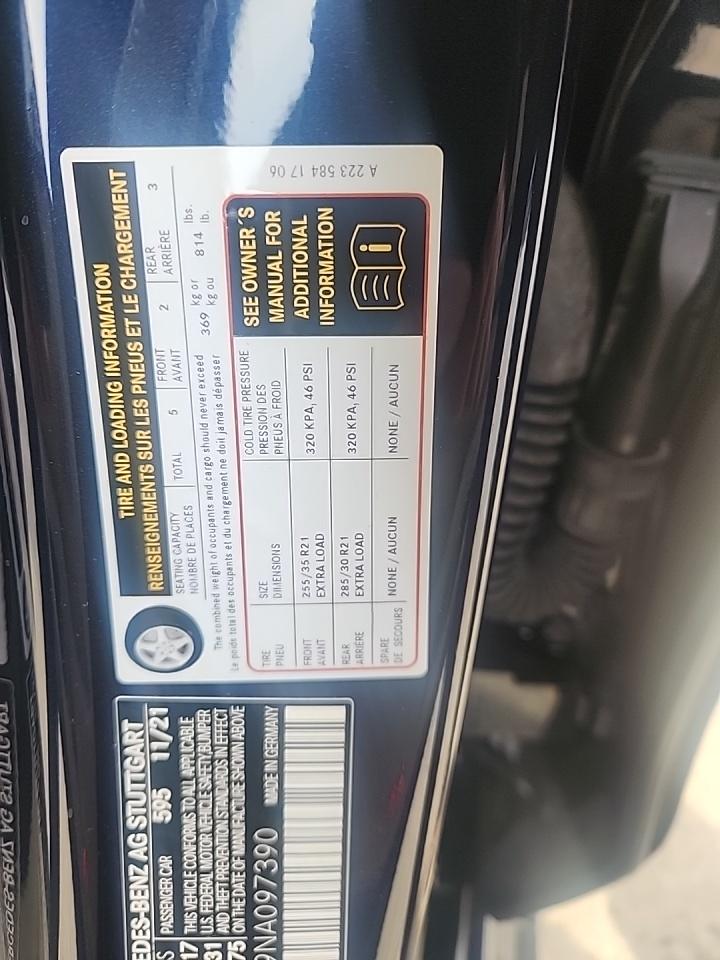 TIRE AND LOADING INFORMATION
RENSEIGNEMENTS SUR LES PNEUS ET LE CHARGEMENT
SEATING CAPACITY TOTAL 5 FRONT 2 REAR 3
NOMBRE DE PLACES AVANT ARRIÈRE
The combined weight of occupants and cargo should never exceed 369 kg or 814 lbs.
Le poids total des occupants et du chargement ne doit jamais dépasser kg ou lb.
TIRE SIZE COLD TIRE PRESSURE
PNEU DIMENSIONS PRESSION DES
PNEUS À FROID
FRONT 255/35 R21 320 KPA, 46 PSI
AVANT EXTRA LOAD
REAR 285/30 R21 320 KPA, 46 PSI
ARRIÈRE EXTRA LOAD
SPARE NONE / AUCUN NONE / AUCUN
DE SECOURS
SEE OWNER'S
MANUAL FOR
ADDITIONAL
INFORMATION
A 223 584 17 06
EDES-BENZ AG STUTTGART
PASSENGER CAR 595 11/21
THIS VEHICLE CONFORMS TO ALL APPLICABLE
U.S. FEDERAL MOTOR VEHICLE SAFETY, BUMPER
AND THEFT PREVENTION STANDARDS IN EFFECT
ON THE DATE OF MANUFACTURE SHOWN ABOVE
9NA097390 MADE IN GERMANY
17
31
75